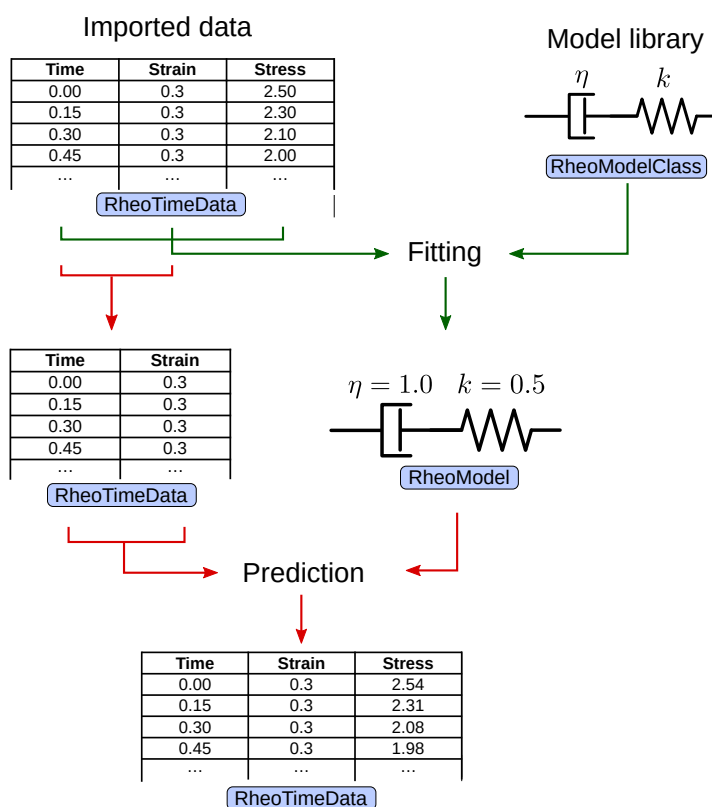 Imported data
Time Strain Stress
0.00 0.3 2.50
0.15 0.3 2.30
0.30 0.3 2.10
0.45 0.3 2.00
... ... ...
RheoTimeData
Model library
η k
RheoModelClass
Fitting
Time Strain
0.00 0.3
0.15 0.3
0.30 0.3
0.45 0.3
... ...
RheoTimeData
η = 1.0 k = 0.5
RheoModel
Prediction
Time Strain Stress
0.00 0.3 2.54
0.15 0.3 2.31
0.30 0.3 2.08
0.45 0.3 1.98
... ... ...
RheoTimeData